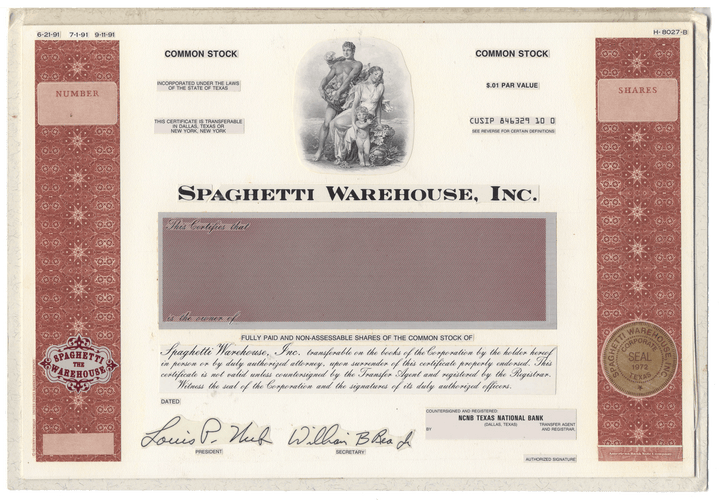 6-21-91 7-1-91 9-11-91
H-8027-B
COMMON STOCK
COMMON STOCK
INCORPORATED UNDER THE LAWS
OF THE STATE OF TEXAS
$.01 PAR VALUE
NUMBER
SHARES
THIS CERTIFICATE IS TRANSFERABLE
IN DALLAS, TEXAS OR
NEW YORK, NEW YORK
CUSIP 846329 10 0
SEE REVERSE FOR CERTAIN DEFINITIONS
SPAGHETTI WAREHOUSE, INC.
This Certifies that
is the owner of
FULLY PAID AND NON-ASSESSABLE SHARES OF THE COMMON STOCK OF
Spaghetti Warehouse, Inc. transferable on the books of the Corporation by the holder hereof
in person or by duly authorized attorney, upon surrender of this certificate properly endorsed. This
certificate is not valid unless countersigned by the Transfer Agent and registered by the Registrar.
Witness the seal of the Corporation and the signatures of its duly authorized officers.
SPAGHETTI
THE
WAREHOUSE
SPAGHETTI WAREHOUSE, INC.
CORPORATE
SEAL
1972
TEXAS
DATED:
COUNTERSIGNED AND REGISTERED:
NCNB TEXAS NATIONAL BANK
(DALLAS, TEXAS) TRANSFER AGENT
BY AND REGISTRAR,
Louis P.
William B
PRESIDENT
SECRETARY
AUTHORIZED SIGNATURE